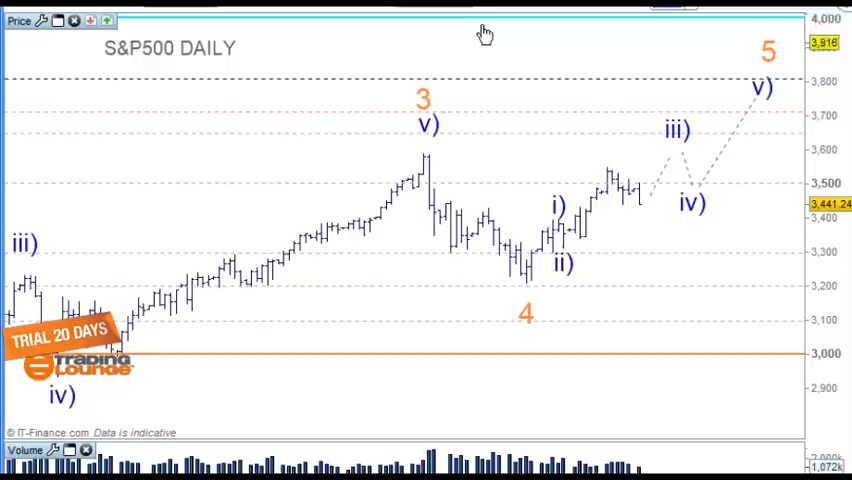 Price
4,000
S&P500 DAILY
3,916
5
3,800
v)
3
3,700
v)
iii)
3,600
3,500
i)
iv)
3,441.24
3,400
iii)
ii)
3,300
3,200
4
3,100
TRIAL 20 DAYS
TRADING
LOUNGE
3,000
iv)
2,900
© IT-Finance.com Data is indicative
Volume
1,072k